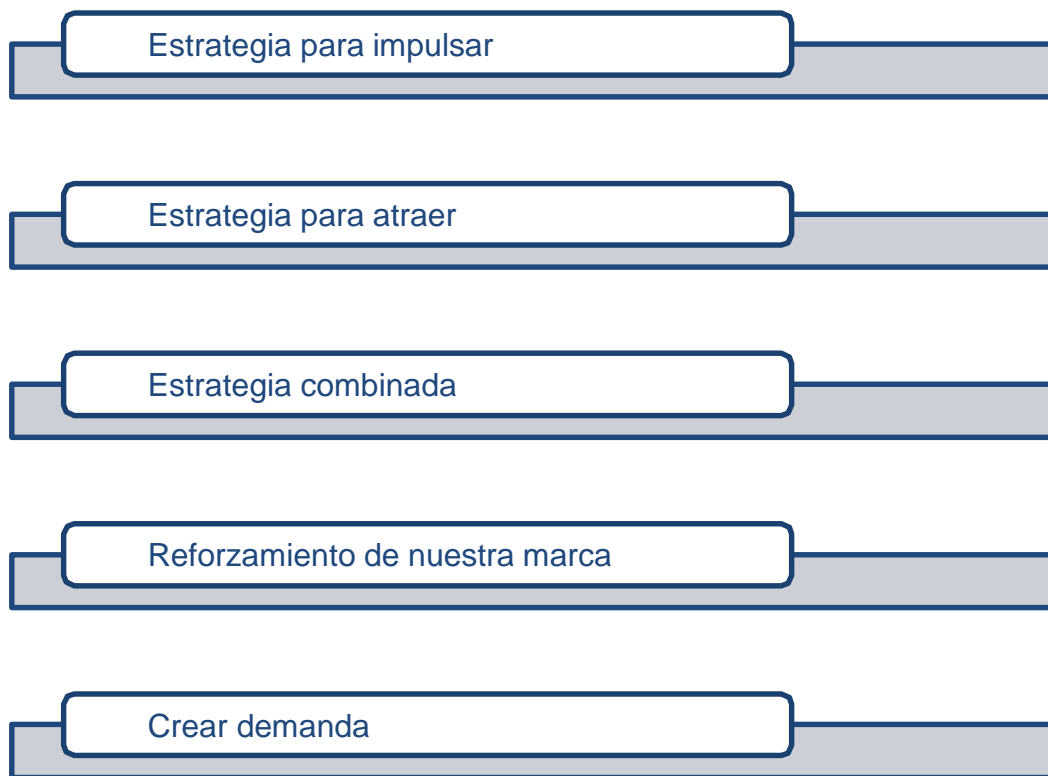 Estrategia para impulsar
Estrategia para atraer
Estrategia combinada
Reforzamiento de nuestra marca
Crear demanda